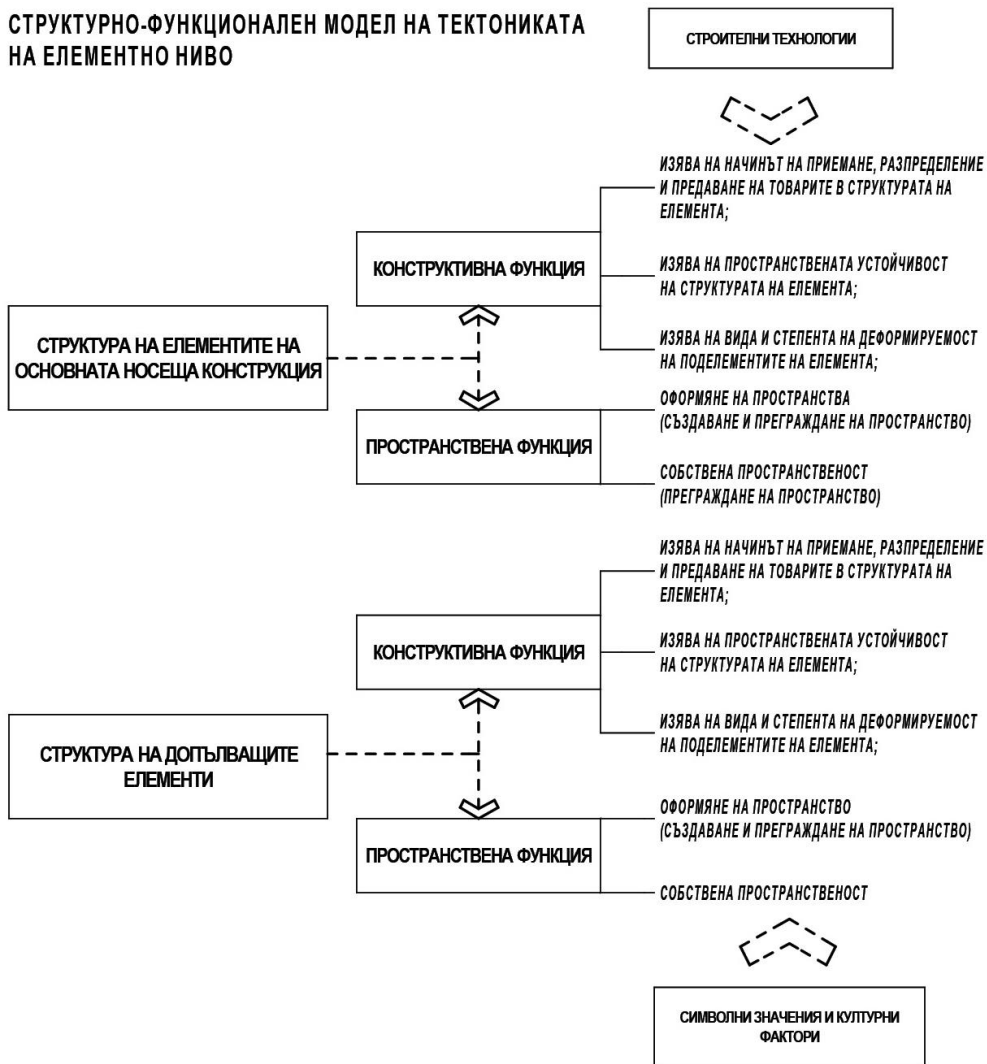 СТРУКТУРНО-ФУНКЦИОНАЛЕН МОДЕЛ НА ТЕКТОНИКАТА
НА ЕЛЕМЕНТНО НИВО
СТРОИТЕЛНИ ТЕХНОЛОГИИ
ИЗЯВА НА НАЧИНЪТ НА ПРИЕМАНЕ, РАЗПРЕДЕЛЕНИЕ
И ПРЕДАВАНЕ НА ТОВАРИТЕ В СТРУКТУРАТА НА
ЕЛЕМЕНТА;
КОНСТРУКТИВНА ФУНКЦИЯ
ИЗЯВА НА ПРОСТРАНСТВЕНАТА УСТОЙЧИВОСТ
НА СТРУКТУРАТА НА ЕЛЕМЕНТА;
ИЗЯВА НА ВИДА И СТЕПЕНТА НА ДЕФОРМИРУЕМОСТ
НА ПОДЕЛЕМЕНТИТЕ НА ЕЛЕМЕНТА;
СТРУКТУРА НА ЕЛЕМЕНТИТЕ НА
ОСНОВНАТА НОСЕЩА КОНСТРУКЦИЯ
ОФОРМЯНЕ НА ПРОСТРАНСТВА
(СЪЗДАВАНЕ И ПРЕГРАЖДАНЕ НА ПРОСТРАНСТВО)
ПРОСТРАНСТВЕНА ФУНКЦИЯ
СОБСТВЕНА ПРОСТРАНСТВЕНОСТ
(ПРЕГРАЖДАНЕ НА ПРОСТРАНСТВО)
ИЗЯВА НА НАЧИНЪТ НА ПРИЕМАНЕ, РАЗПРЕДЕЛЕНИЕ
И ПРЕДАВАНЕ НА ТОВАРИТЕ В СТРУКТУРАТА НА
ЕЛЕМЕНТА;
КОНСТРУКТИВНА ФУНКЦИЯ
ИЗЯВА НА ПРОСТРАНСТВЕНАТА УСТОЙЧИВОСТ
НА СТРУКТУРАТА НА ЕЛЕМЕНТА;
ИЗЯВА НА ВИДА И СТЕПЕНТА НА ДЕФОРМИРУЕМОСТ
НА ПОДЕЛЕМЕНТИТЕ НА ЕЛЕМЕНТА;
СТРУКТУРА НА ДОПЪЛВАЩИТЕ
ЕЛЕМЕНТИ
ОФОРМЯНЕ НА ПРОСТРАНСТВО
(СЪЗДАВАНЕ И ПРЕГРАЖДАНЕ НА ПРОСТРАНСТВО)
ПРОСТРАНСТВЕНА ФУНКЦИЯ
СОБСТВЕНА ПРОСТРАНСТВЕНОСТ
СИМВОЛНИ ЗНАЧЕНИЯ И КУЛТУРНИ
ФАКТОРИ